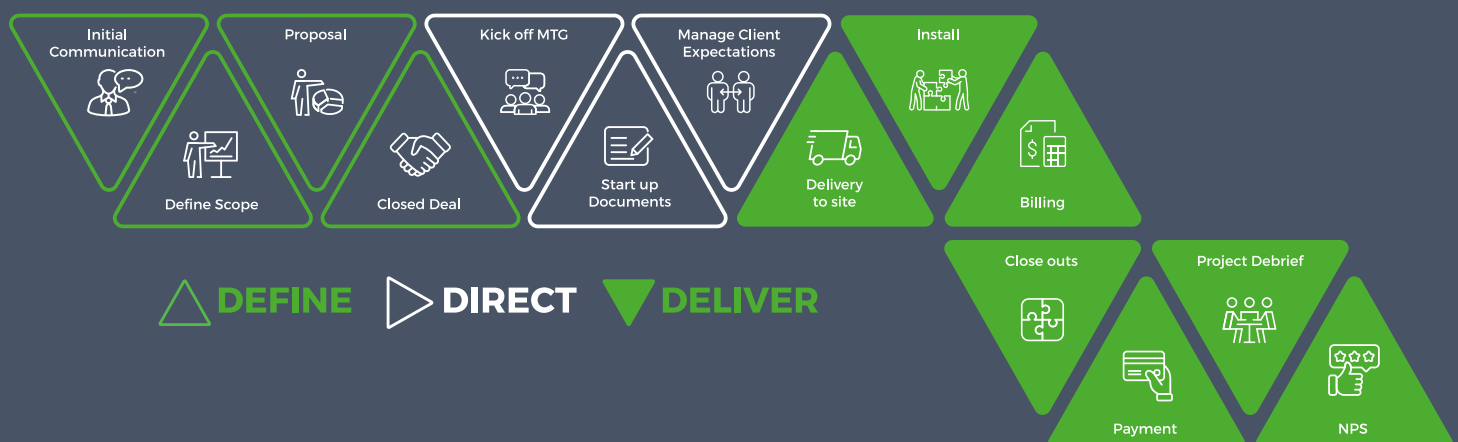 Initial
Communication
Define Scope
Proposal
Closed Deal
Kick off MTG
Start up
Documents
Manage Client
Expectations
Delivery
to site
Install
$
Billing
Close outs
Payment
Project Debrief
NPS
DEFINE
DIRECT
DELIVER